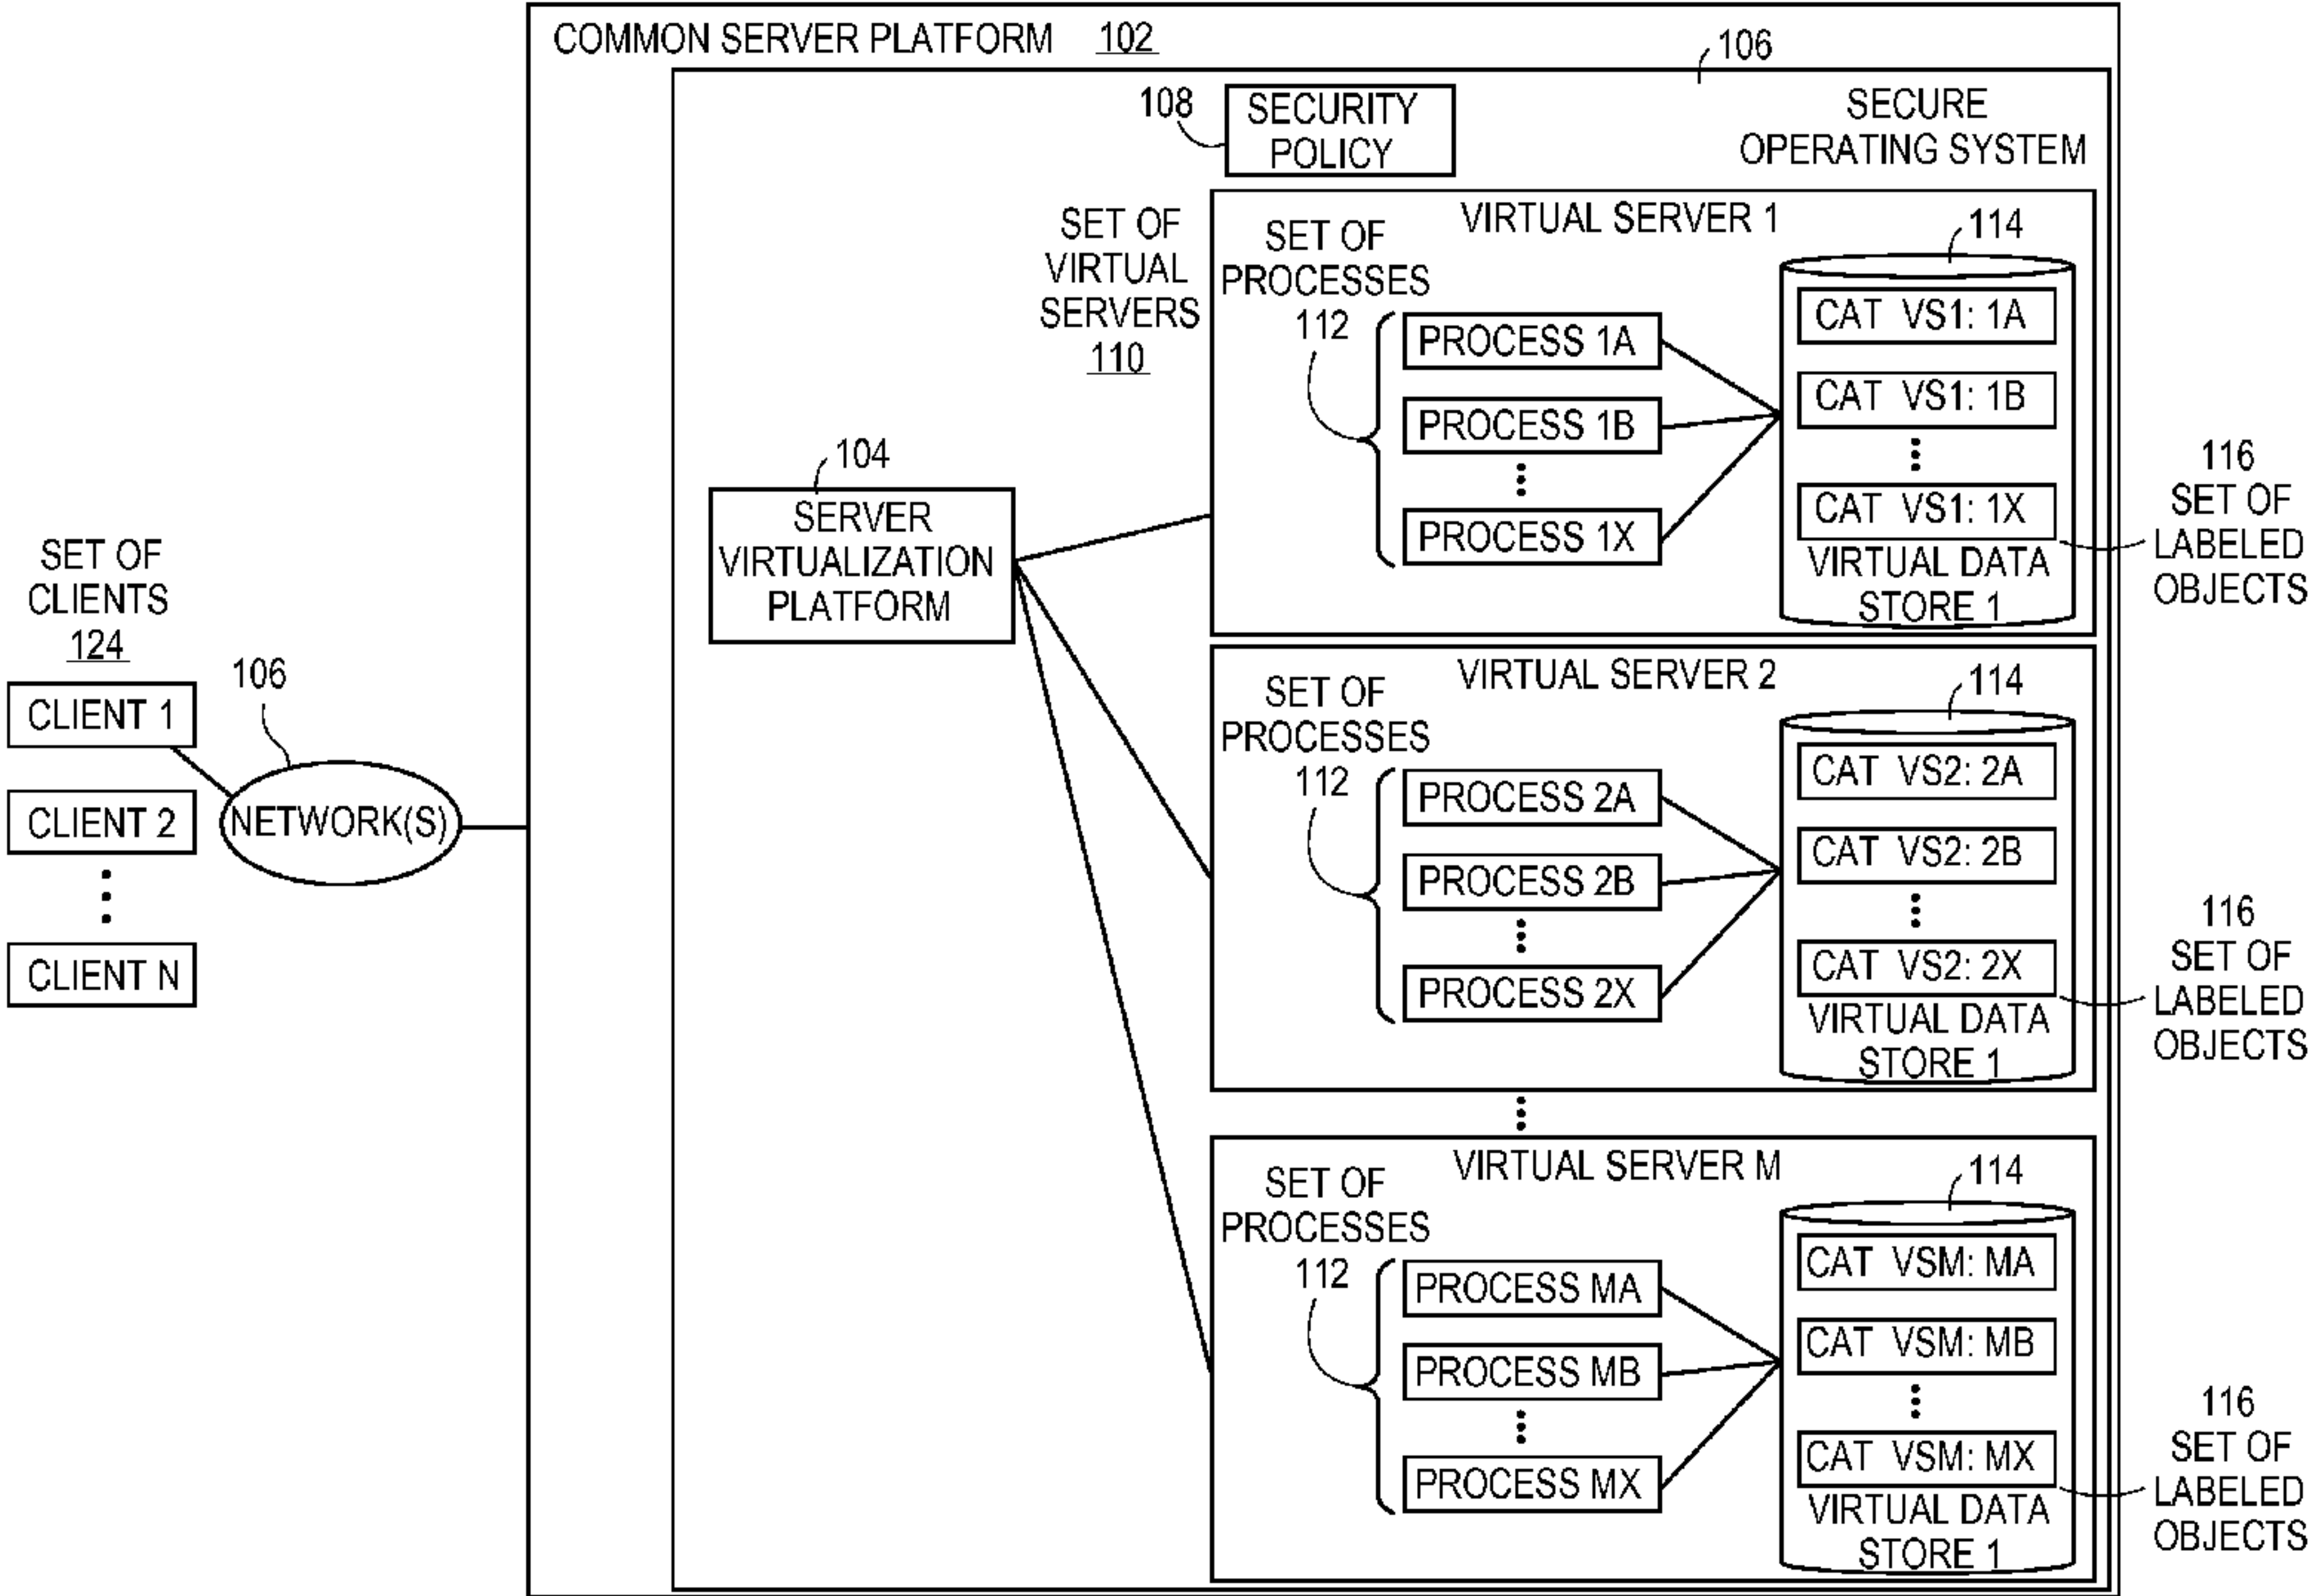 COMMON SERVER PLATFORM 102
106
108
SECURITY
POLICY
SECURE
OPERATING SYSTEM
SET OF
VIRTUAL
SERVERS
110
VIRTUAL SERVER 1
SET OF
PROCESSES
112
PROCESS 1A
PROCESS 1B
PROCESS 1X
114
CAT VS1: 1A
CAT VS1: 1B
CAT VS1: 1X
VIRTUAL DATA
STORE 1
116
SET OF
LABELED
OBJECTS
104
SERVER
VIRTUALIZATION
PLATFORM
SET OF
CLIENTS
124
CLIENT 1
CLIENT 2
CLIENT N
106
NETWORK(S)
VIRTUAL SERVER 2
SET OF
PROCESSES
112
PROCESS 2A
PROCESS 2B
PROCESS 2X
114
CAT VS2: 2A
CAT VS2: 2B
CAT VS2: 2X
VIRTUAL DATA
STORE 1
116
SET OF
LABELED
OBJECTS
VIRTUAL SERVER M
SET OF
PROCESSES
112
PROCESS MA
PROCESS MB
PROCESS MX
114
CAT VSM: MA
CAT VSM: MB
CAT VSM: MX
VIRTUAL DATA
STORE 1
116
SET OF
LABELED
OBJECTS